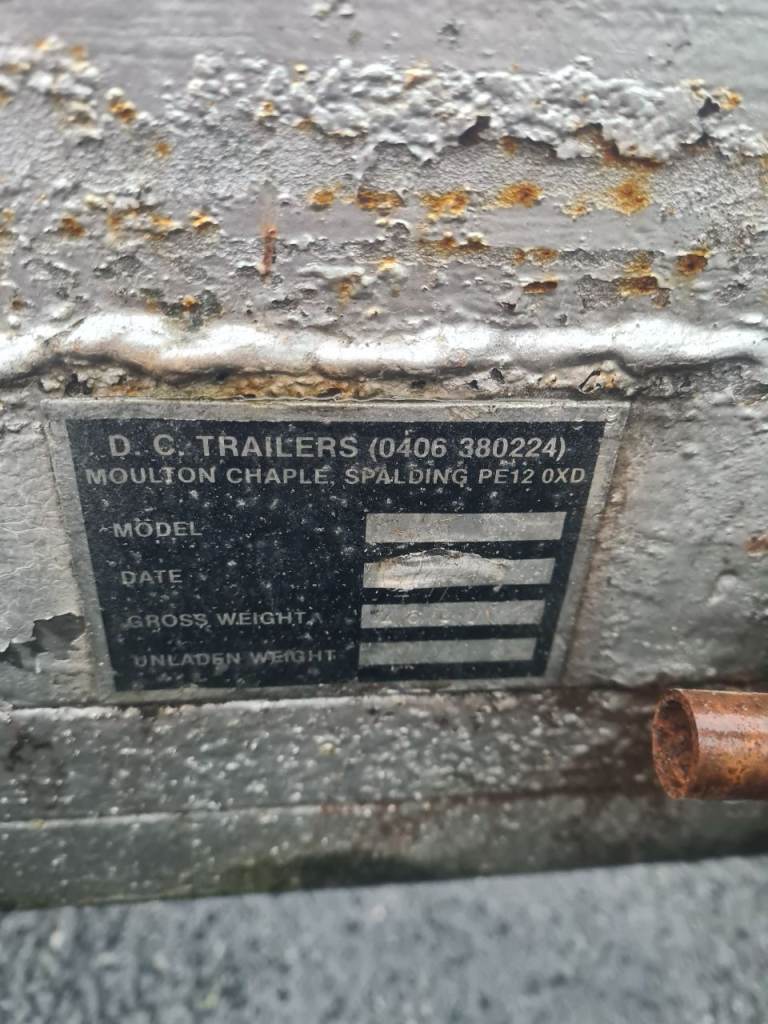 D. C. TRAILERS (0406 380224)
MOULTON CHAPLE, SPALDING PE12 0XD
MODEL
DATE
GROSS WEIGHT
UNLADEN WEIGHT